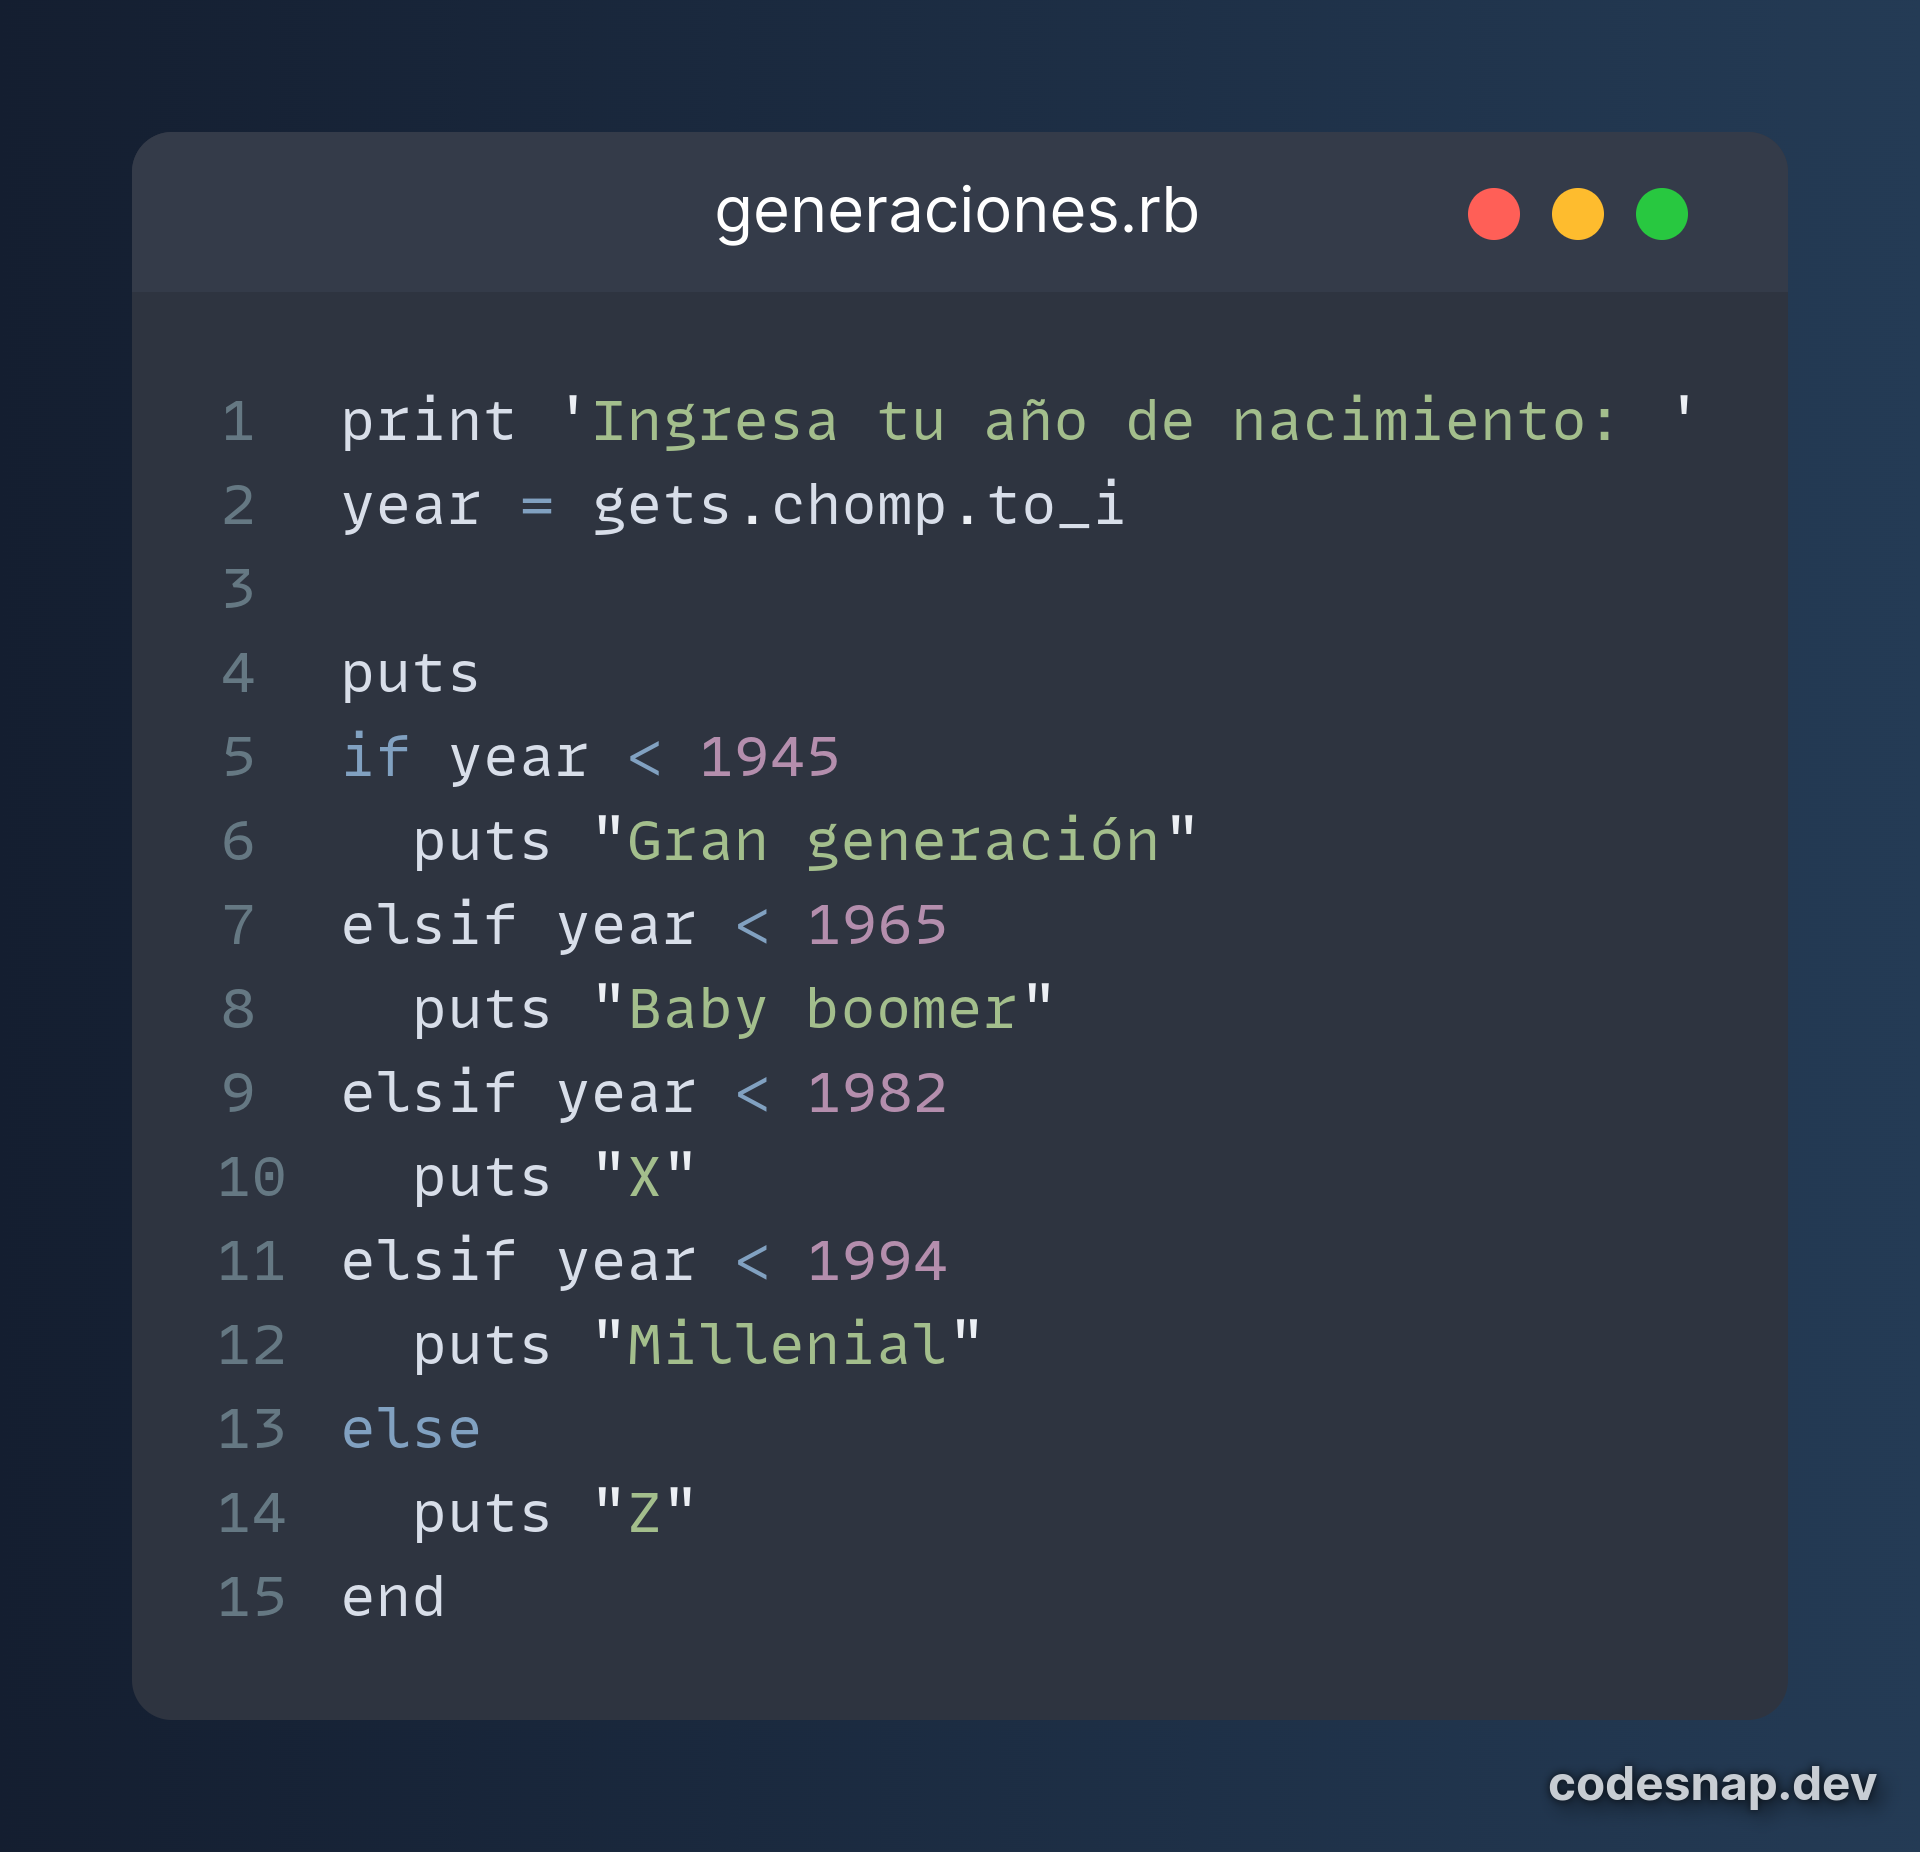 generaciones.rb
1 print 'Ingresa tu año de nacimiento: '
2 year = gets.chomp.to_i
3
4 puts
5 if year < 1945
6   puts "Gran generación"
7 elsif year < 1965
8   puts "Baby boomer"
9 elsif year < 1982
10   puts "X"
11 elsif year < 1994
12   puts "Millenial"
13 else
14   puts "Z"
15 end
codesnap.dev